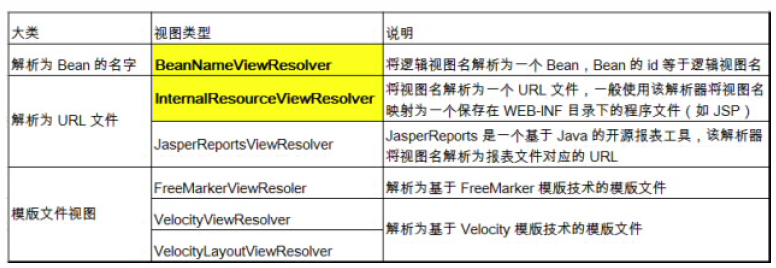 大类 视图类型 说明
解析为 Bean 的名字 BeanNameViewResolver 将逻辑视图名解析为一个 Bean，Bean 的 id 等于逻辑视图名
解析为 URL 文件 InternalResourceViewResolver 将视图名解析为一个 URL 文件，一般使用该解析器将视图名
映射为一个保存在 WEB-INF 目录下的程序文件（如 JSP）
JasperReportsViewResolver JasperReports 是一个基于 Java 的开源报表工具，该解析器
将视图名解析为报表文件对应的 URL
模版文件视图 FreeMarkerViewResoler 解析为基于 FreeMarker 模版技术的模版文件
VelocityViewResolver 解析为基于 Velocity 模版技术的模版文件
VelocityLayoutViewResolver